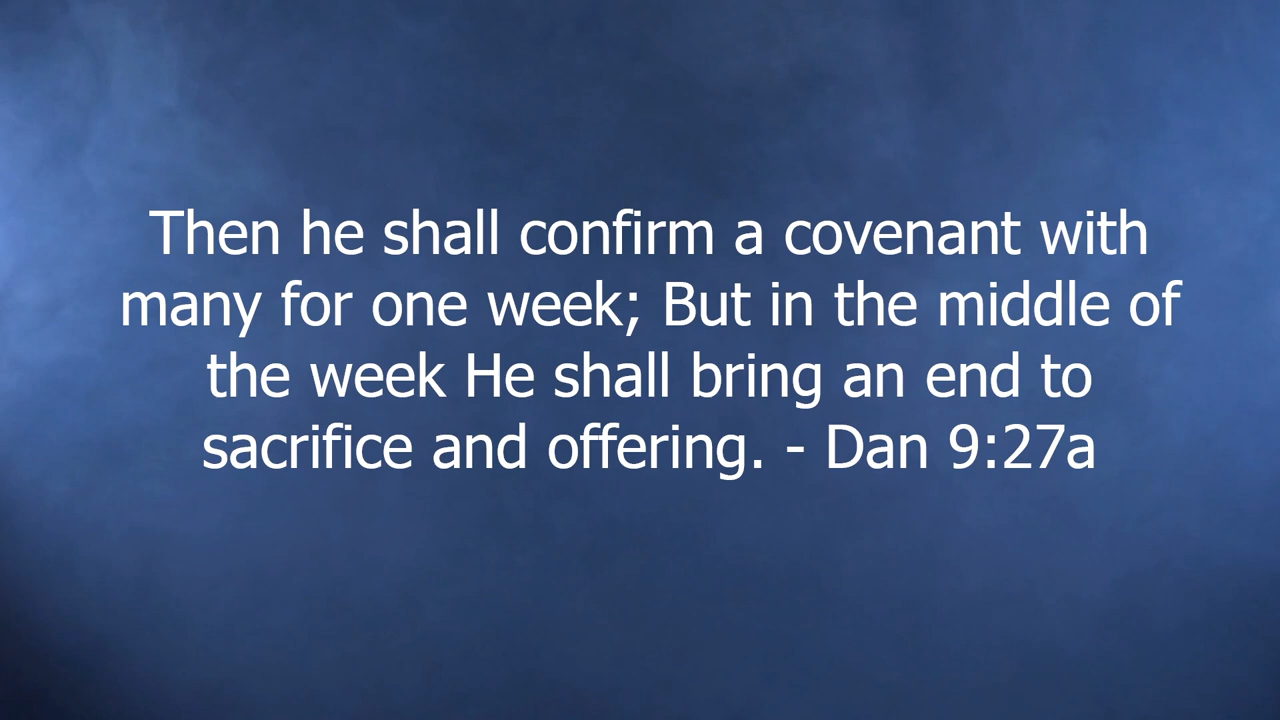 Then he shall confirm a covenant with
many for one week; But in the middle of
the week He shall bring an end to
sacrifice and offering. - Dan 9:27a